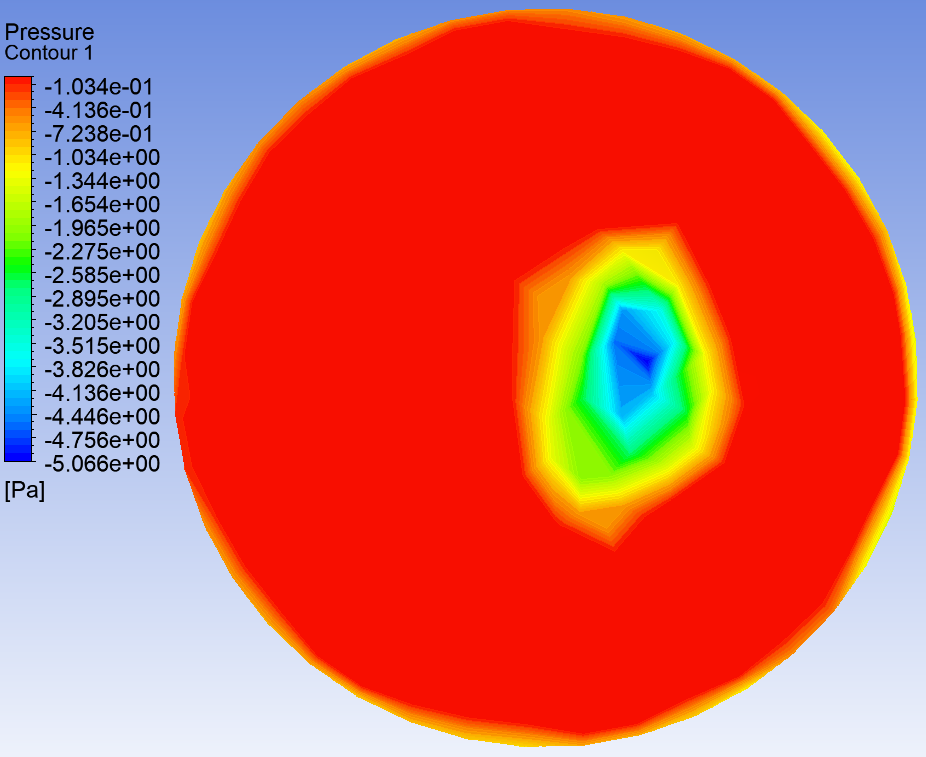 Pressure
Contour 1
-1.034e-01
-4.136e-01
-7.238e-01
-1.034e+00
-1.344e+00
-1.654e+00
-1.965e+00
-2.275e+00
-2.585e+00
-2.895e+00
-3.205e+00
-3.515e+00
-3.826e+00
-4.136e+00
-4.446e+00
-4.756e+00
-5.066e+00
[Pa]